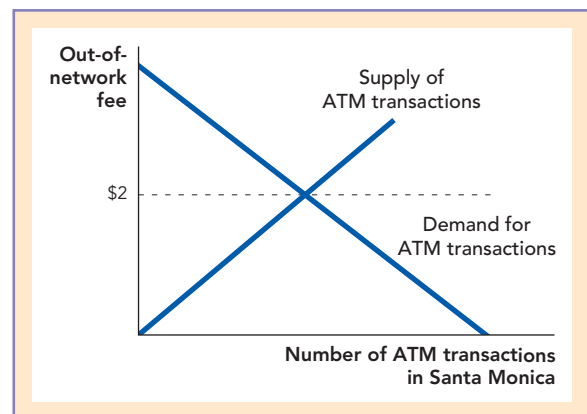 Out-of-
network
fee
Supply of
ATM transactions
$2
Demand for
ATM transactions
Number of ATM transactions
in Santa Monica